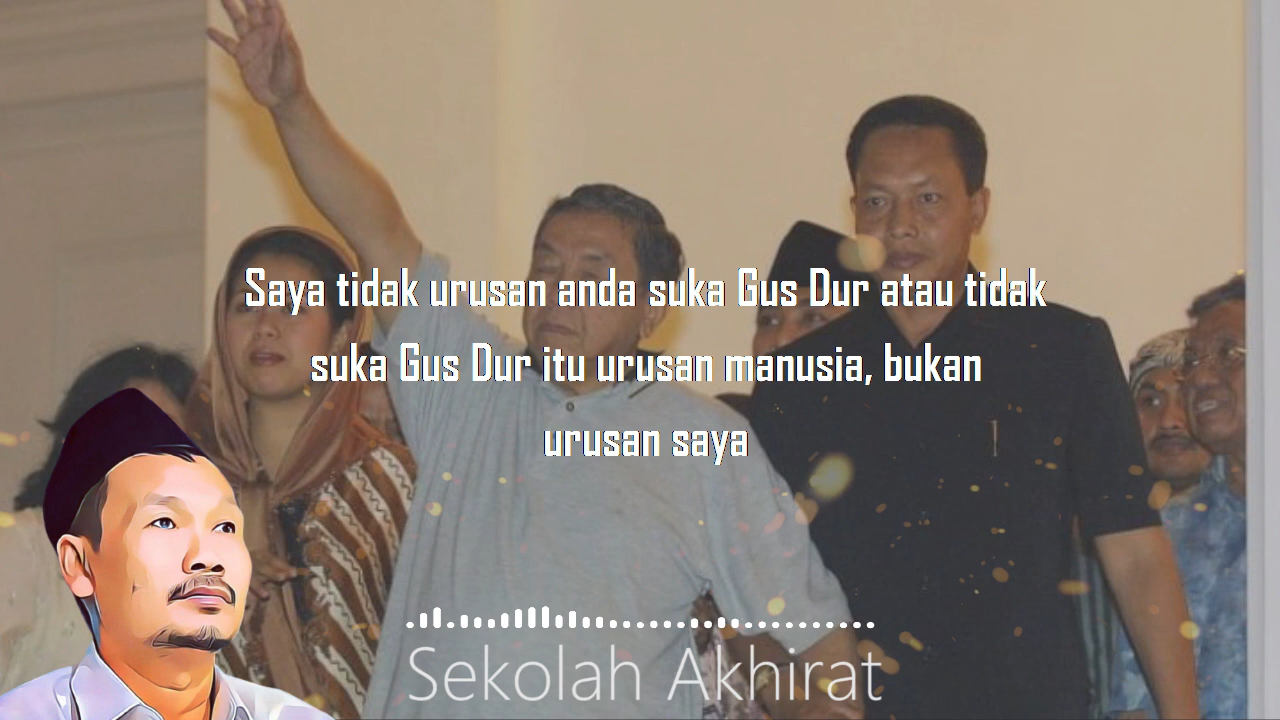 Saya tidak urusan anda suka Gus Dur atau tidak
suka Gus Dur itu urusan manusia, bukan
urusan saya
Sekolah Akhirat